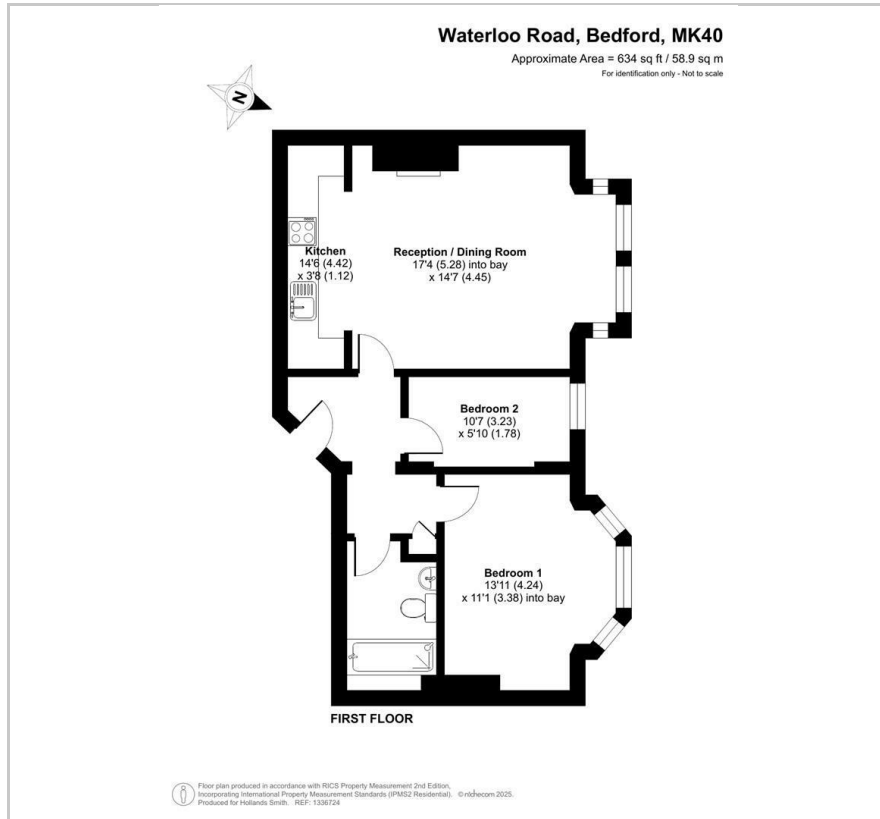 Waterloo Road, Bedford, MK40
Approximate Area = 634 sq ft / 58.9 sq m
For identification only - Not to scale
N
Kitchen
14'6 (4.42)
x 3'8 (1.12)
Reception / Dining Room
17'4 (5.28) into bay
x 14'7 (4.45)
Bedroom 2
10'7 (3.23)
x 5'10 (1.78)
Bedroom 1
13'11 (4.24)
x 11'1 (3.38) into bay
FIRST FLOOR
Floor plan produced in accordance with RICS Property Measurement 2nd Edition,
Incorporating International Property Measurement Standards (IPMS2 Residential). © ntchecom 2025.
Produced for Hollands Smith. REF: 1336724